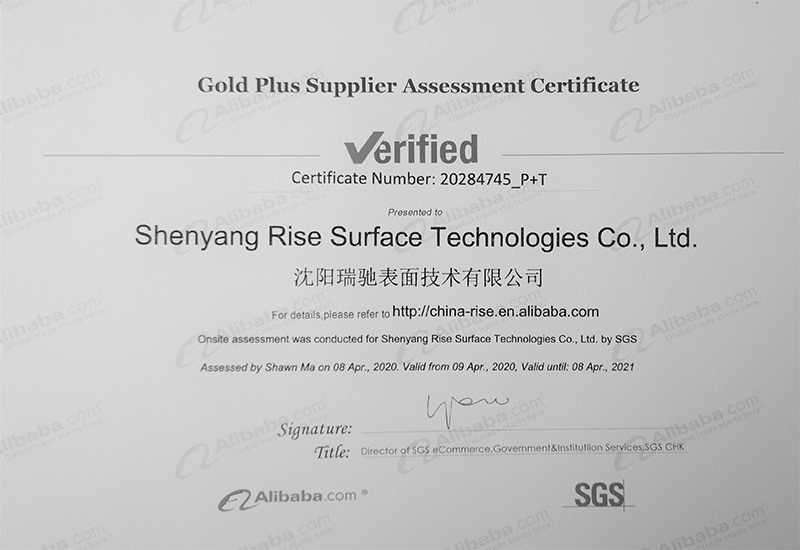 Gold Plus Supplier Assessment Certificate
Verified
Certificate Number: 20284745_P+T
Presented to
Shenyang Rise Surface Technologies Co., Ltd.
沈阳瑞驰表面技术有限公司
For details,please refer to http://china-rise.en.alibaba.com
Onsite assessment was conducted for Shenyang Rise Surface Technologies Co., Ltd. by SGS
Assessed by Shawn Ma on 08 Apr., 2020. Valid from 09 Apr., 2020, Valid until: 08 Apr., 2021
Signature:
Title: Director of SGS eCommerce,Government&Institutiion Services,SGS CHK
Alibaba.com ® SGS